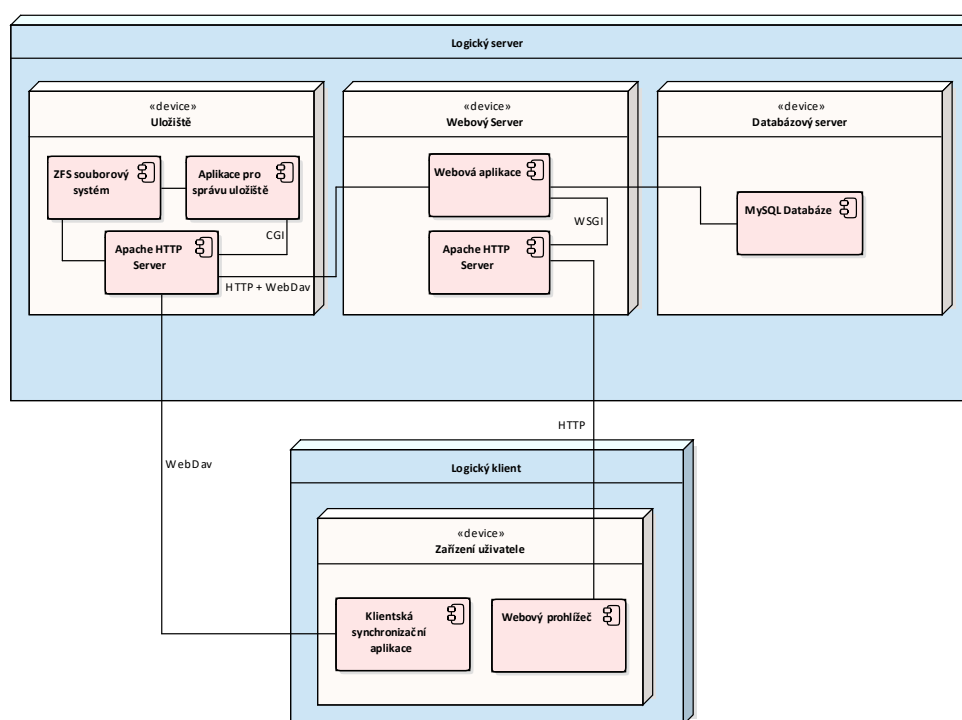 Logický server
«device»
Uložiště
«device»
Webový Server
«device»
Databázový server
ZFS souborový
systém
Aplikace pro
správu uložiště
Webová aplikace
MySQL Databáze
CGI
WSGI
Apache HTTP
Server
Apache HTTP
Server
HTTP + WebDav
HTTP
WebDav
Logický klient
«device»
Zařízení uživatele
Klientská
synchronizační
aplikace
Webový prohlížeč